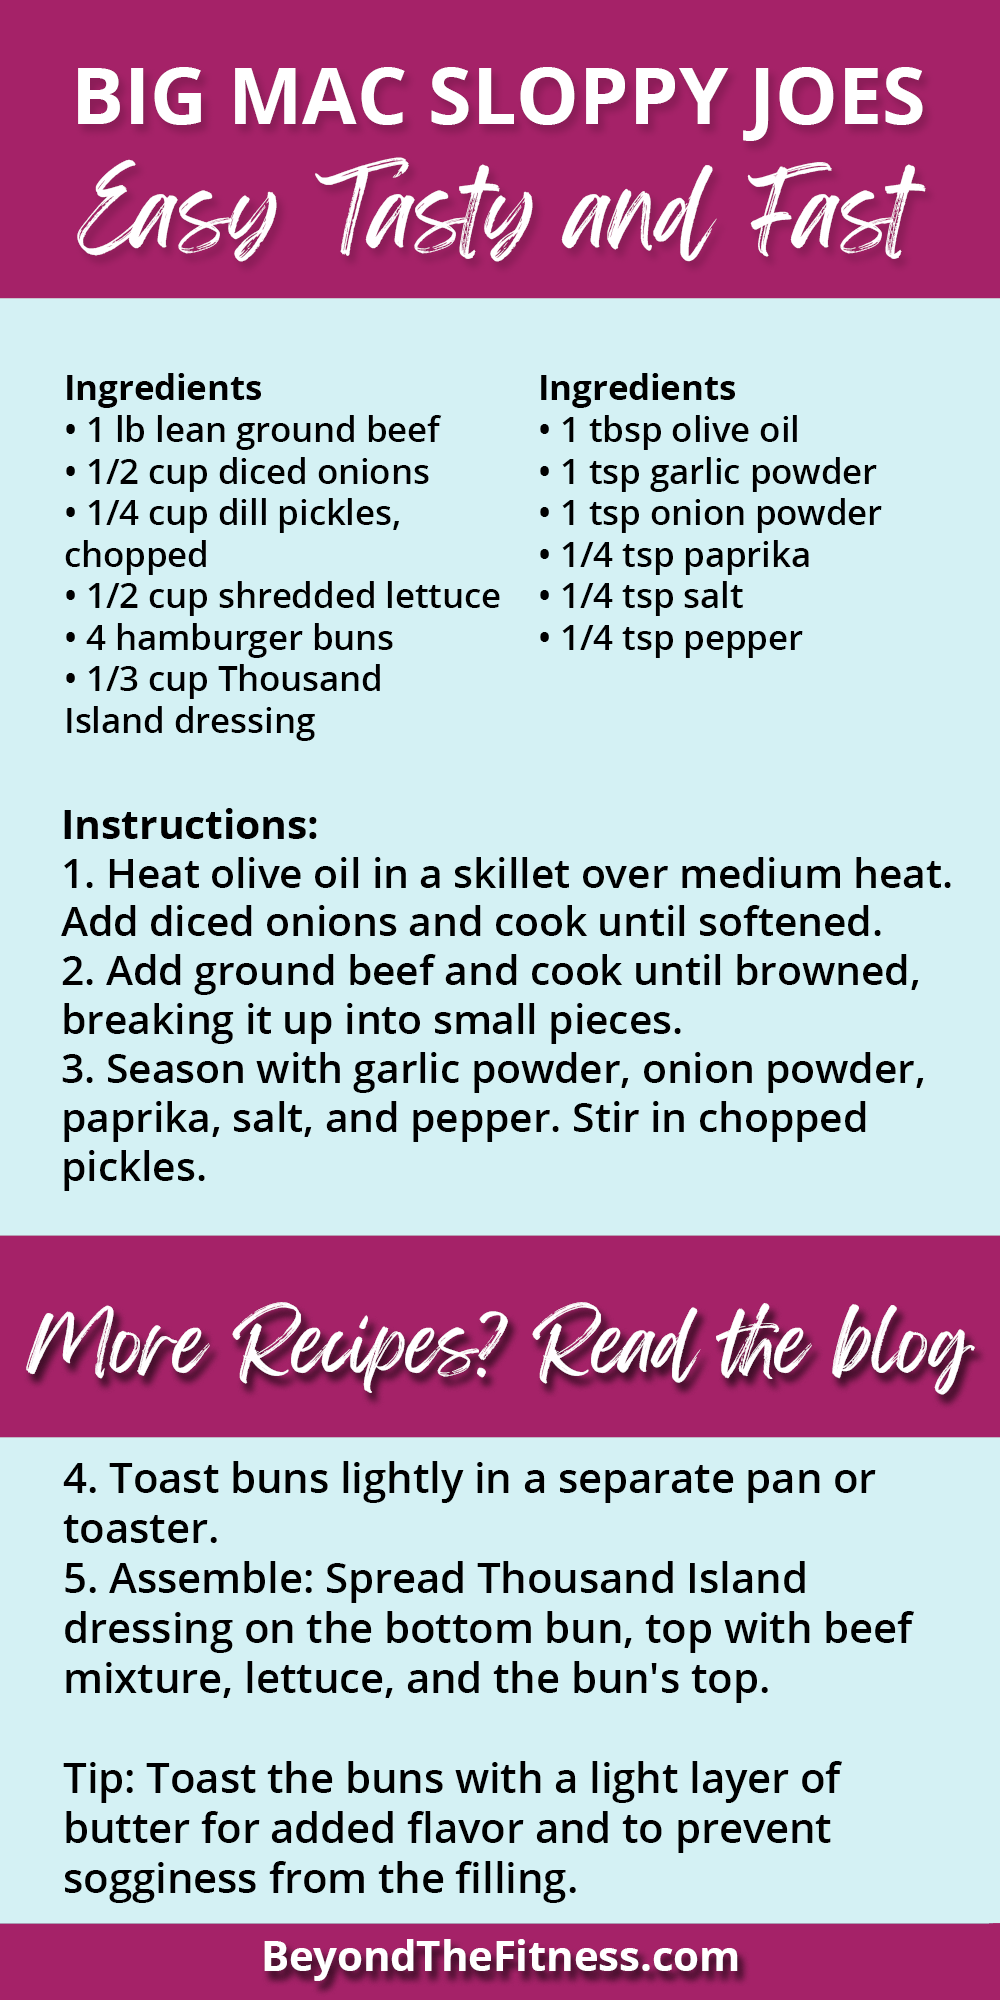 BIG MAC SLOPPY JOES
Easy Tasty and Fast
Ingredients
• 1 lb lean ground beef
• 1/2 cup diced onions
• 1/4 cup dill pickles,
chopped
• 1/2 cup shredded lettuce
• 4 hamburger buns
• 1/3 cup Thousand
Island dressing
Ingredients
• 1 tbsp olive oil
• 1 tsp garlic powder
• 1 tsp onion powder
• 1/4 tsp paprika
• 1/4 tsp salt
• 1/4 tsp pepper
Instructions:
1. Heat olive oil in a skillet over medium heat.
Add diced onions and cook until softened.
2. Add ground beef and cook until browned,
breaking it up into small pieces.
3. Season with garlic powder, onion powder,
paprika, salt, and pepper. Stir in chopped
pickles.
More Recipes? Read the blog
4. Toast buns lightly in a separate pan or
toaster.
5. Assemble: Spread Thousand Island
dressing on the bottom bun, top with beef
mixture, lettuce, and the bun's top.
Tip: Toast the buns with a light layer of
butter for added flavor and to prevent
sogginess from the filling.
BeyondTheFitness.com